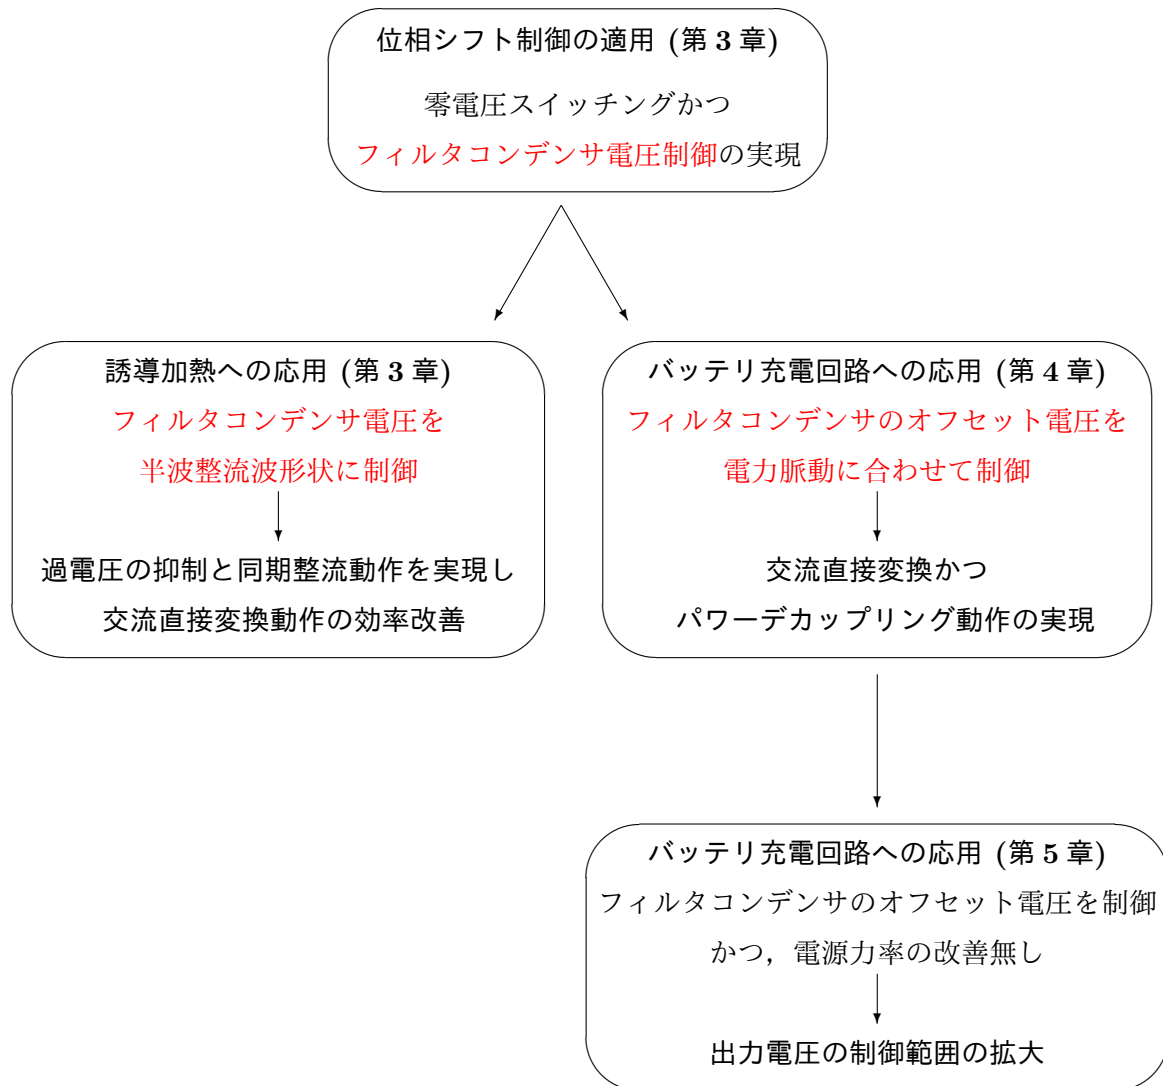 位相シフト制御の適用 (第 3 章)
零電圧スイッチングかつ
フィルタコンデンサ電圧制御の実現
誘導加熱への応用 (第 3 章)
フィルタコンデンサ電圧を
半波整流波形状に制御
過電圧の抑制と同期整流動作を実現し
交流直接変換動作の効率改善
バッテリ充電回路への応用 (第 4 章)
フィルタコンデンサのオフセット電圧を
電力脈動に合わせて制御
交流直接変換かつ
パワーデカップリング動作の実現
バッテリ充電回路への応用 (第 5 章)
フィルタコンデンサのオフセット電圧を制御
かつ，電源力率の改善無し
出力電圧の制御範囲の拡大